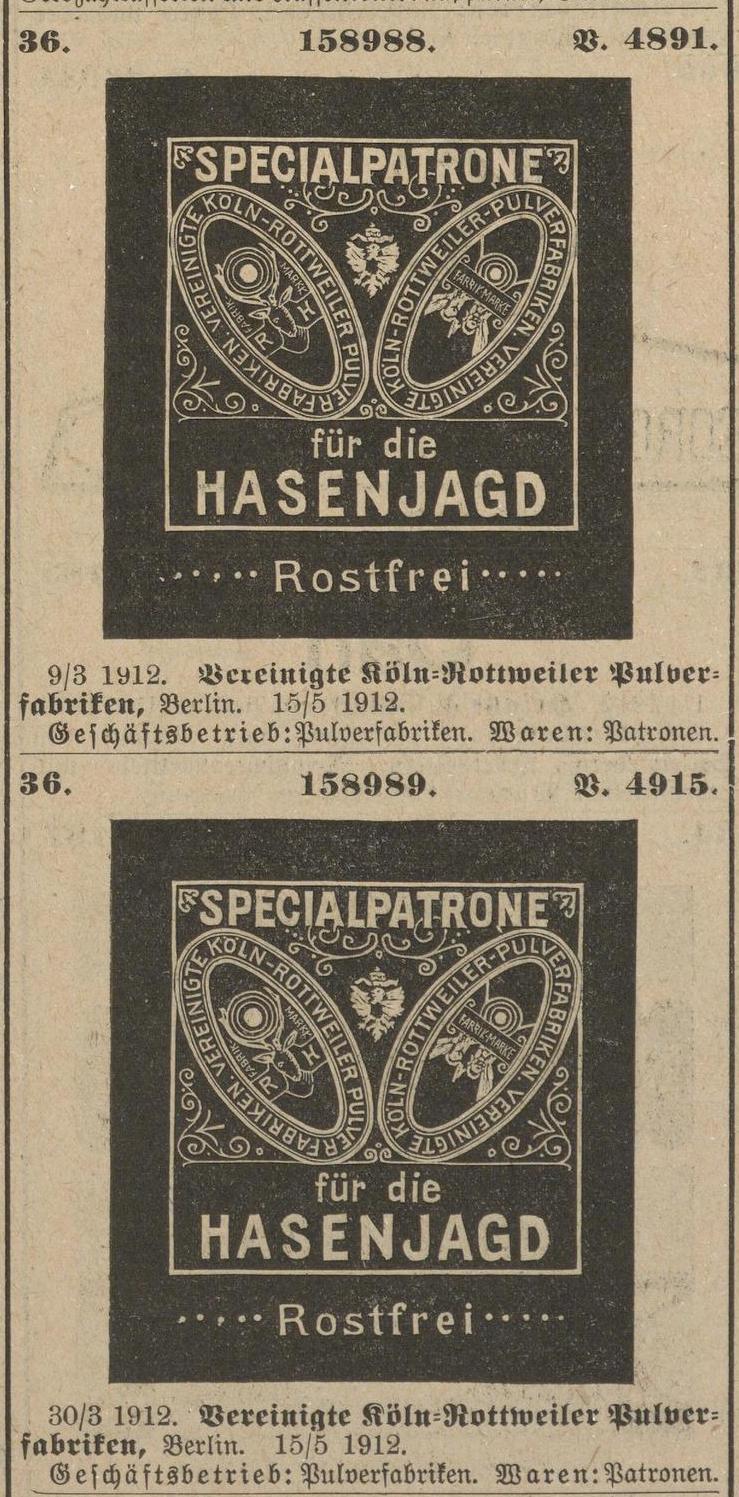 36. 158988. V. 4891.
SPECIALPATRONE
VEREINIGTE KÖLN-ROTTWEILER PULVERFABRIKEN.
FABRIK MARKE
R H
VEREINIGTE KÖLN-ROTTWEILER-PULVERFABRIKEN.
FABRIK-MARKE
für die
HASENJAGD
Rostfrei
9/3 1912. Vereinigte Köln-Rottweiler Pulver-
fabriken, Berlin. 15/5 1912.
Geschäftsbetrieb: Pulverfabriken. Waren: Patronen.
36. 158989. V. 4915.
SPECIALPATRONE
VEREINIGTE KÖLN-ROTTWEILER PULVERFABRIKEN.
FABRIK MARKE
R H
VEREINIGTE KÖLN-ROTTWEILER-PULVERFABRIKEN.
FABRIK-MARKE
für die
HASENJAGD
Rostfrei
30/3 1912. Vereinigte Köln-Rottweiler Pulver-
fabriken, Berlin. 15/5 1912.
Geschäftsbetrieb: Pulverfabriken. Waren: Patronen.